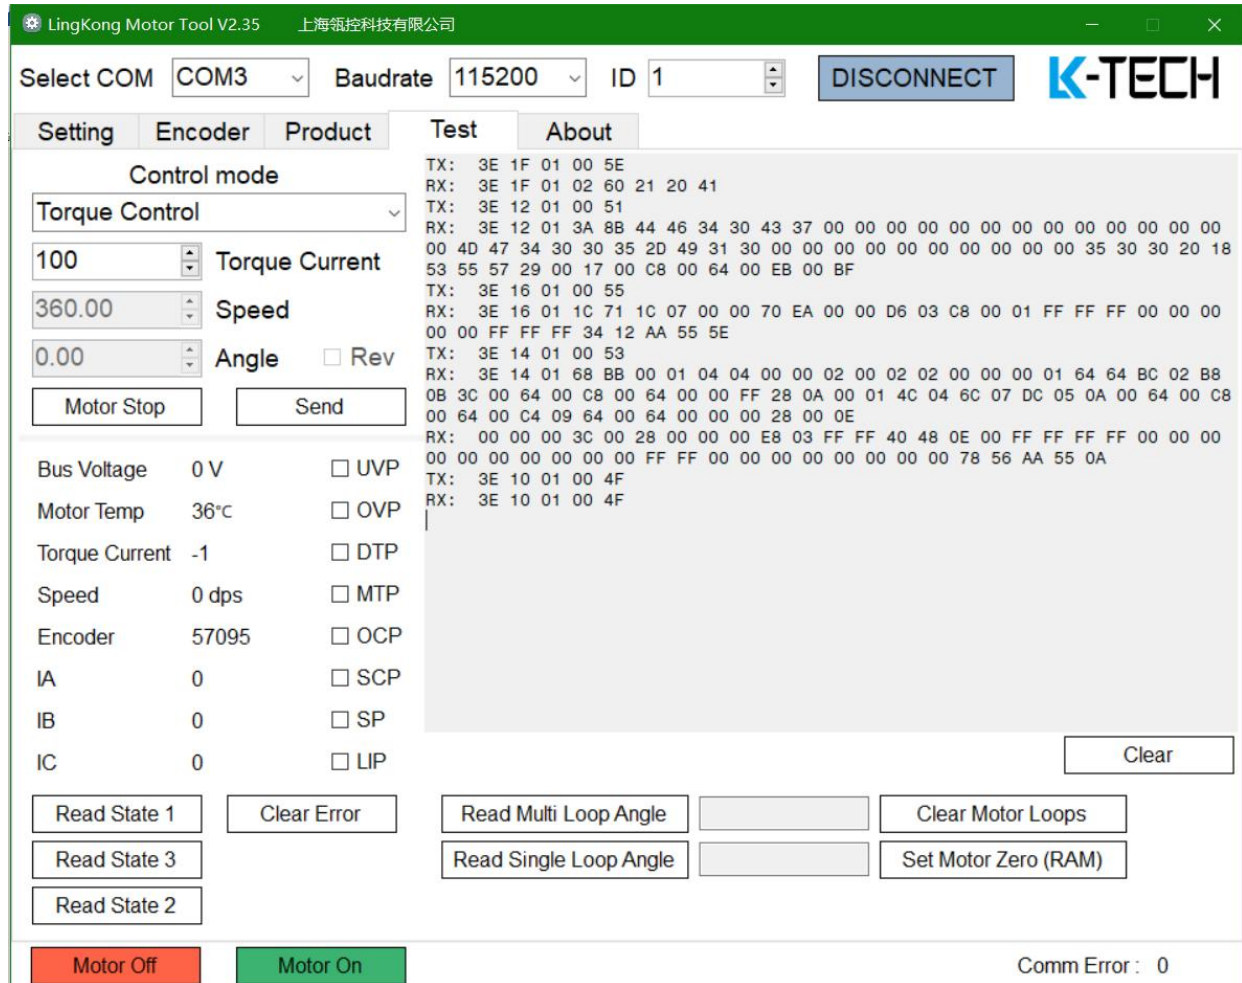 LingKong Motor Tool V2.35 上海瓴控科技有限公司
Select COM COM3 Baudrate 115200 ID 1 DISCONNECT K-TECH
Setting Encoder Product Test About
Control mode
Torque Control
100 Torque Current
360.00 Speed
0.00 Angle Rev
Motor Stop Send
Bus Voltage 0 V UVP
Motor Temp 36°C OVP
Torque Current -1 DTP
Speed 0 dps MTP
Encoder 57095 OCP
IA 0 SCP
IB 0 SP
IC 0 LIP
TX: 3E 1F 01 00 5E
RX: 3E 1F 01 02 60 21 20 41
TX: 3E 12 01 00 51
RX: 3E 12 01 3A 8B 44 46 34 30 43 37 00 00 00 00 00 00 00 00 00 00 00 00 00
00 4D 47 34 30 30 35 2D 49 31 30 00 00 00 00 00 00 00 00 00 00 35 30 30 20 18
53 55 57 29 00 17 00 C8 00 64 00 EB 00 BF
TX: 3E 16 01 00 55
RX: 3E 16 01 1C 71 1C 07 00 00 70 EA 00 00 D6 03 C8 00 01 FF FF FF 00 00 00
00 00 FF FF FF 34 12 AA 55 5E
TX: 3E 14 01 00 53
RX: 3E 14 01 68 BB 00 01 04 04 00 00 02 00 02 02 00 00 00 01 64 64 BC 02 B8
0B 3C 00 64 00 C8 00 64 00 00 FF 28 0A 00 01 4C 04 6C 07 DC 05 0A 00 64 00 C8
00 64 00 C4 09 64 00 64 00 00 00 28 00 0E
RX: 00 00 00 3C 00 28 00 00 00 E8 03 FF FF 40 48 0E 00 FF FF FF FF 00 00 00
00 00 00 00 00 00 00 FF FF 00 00 00 00 00 00 00 00 00 78 56 AA 55 0A
TX: 3E 10 01 00 4F
RX: 3E 10 01 00 4F
Clear
Read State 1 Clear Error Read Multi Loop Angle Clear Motor Loops
Read State 3 Read Single Loop Angle Set Motor Zero (RAM)
Read State 2
Motor Off Motor On Comm Error : 0